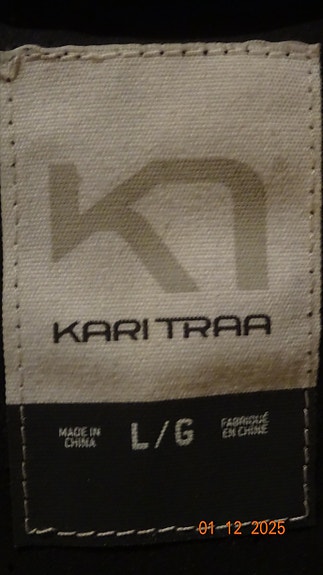 KARI TRAA
MADE IN
CHINA
L/G
FABRIQUÉ
EN CHINE
01 12 2025